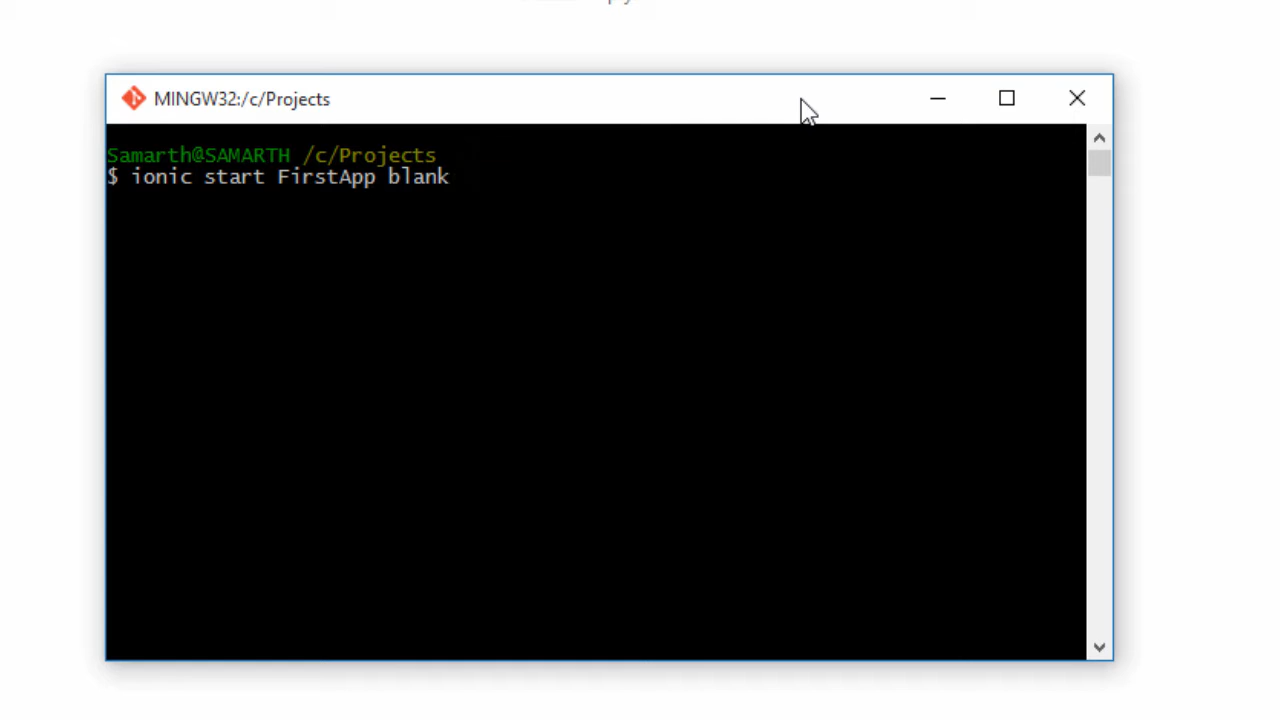 MINGW32:/c/Projects
Samarth@SAMARTH /c/Projects
$ ionic start FirstApp blank